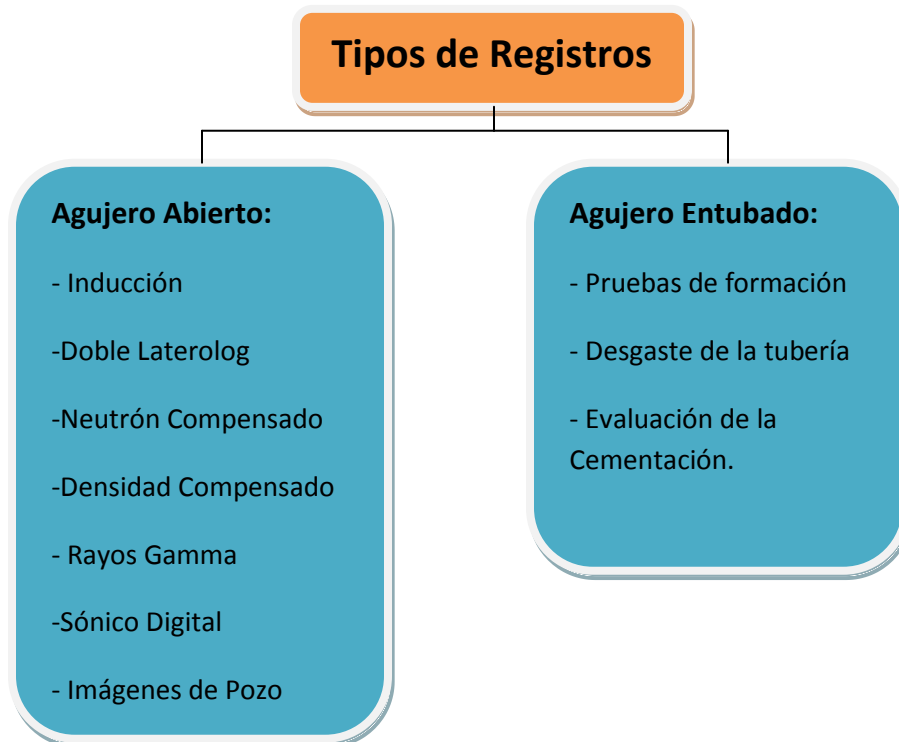 Tipos de Registros
Agujero Abierto:
- Inducción
-Doble Laterolog
-Neutrón Compensado
-Densidad Compensado
- Rayos Gamma
-Sónico Digital
- Imágenes de Pozo
Agujero Entubado:
- Pruebas de formación
- Desgaste de la tubería
- Evaluación de la
Cementación.